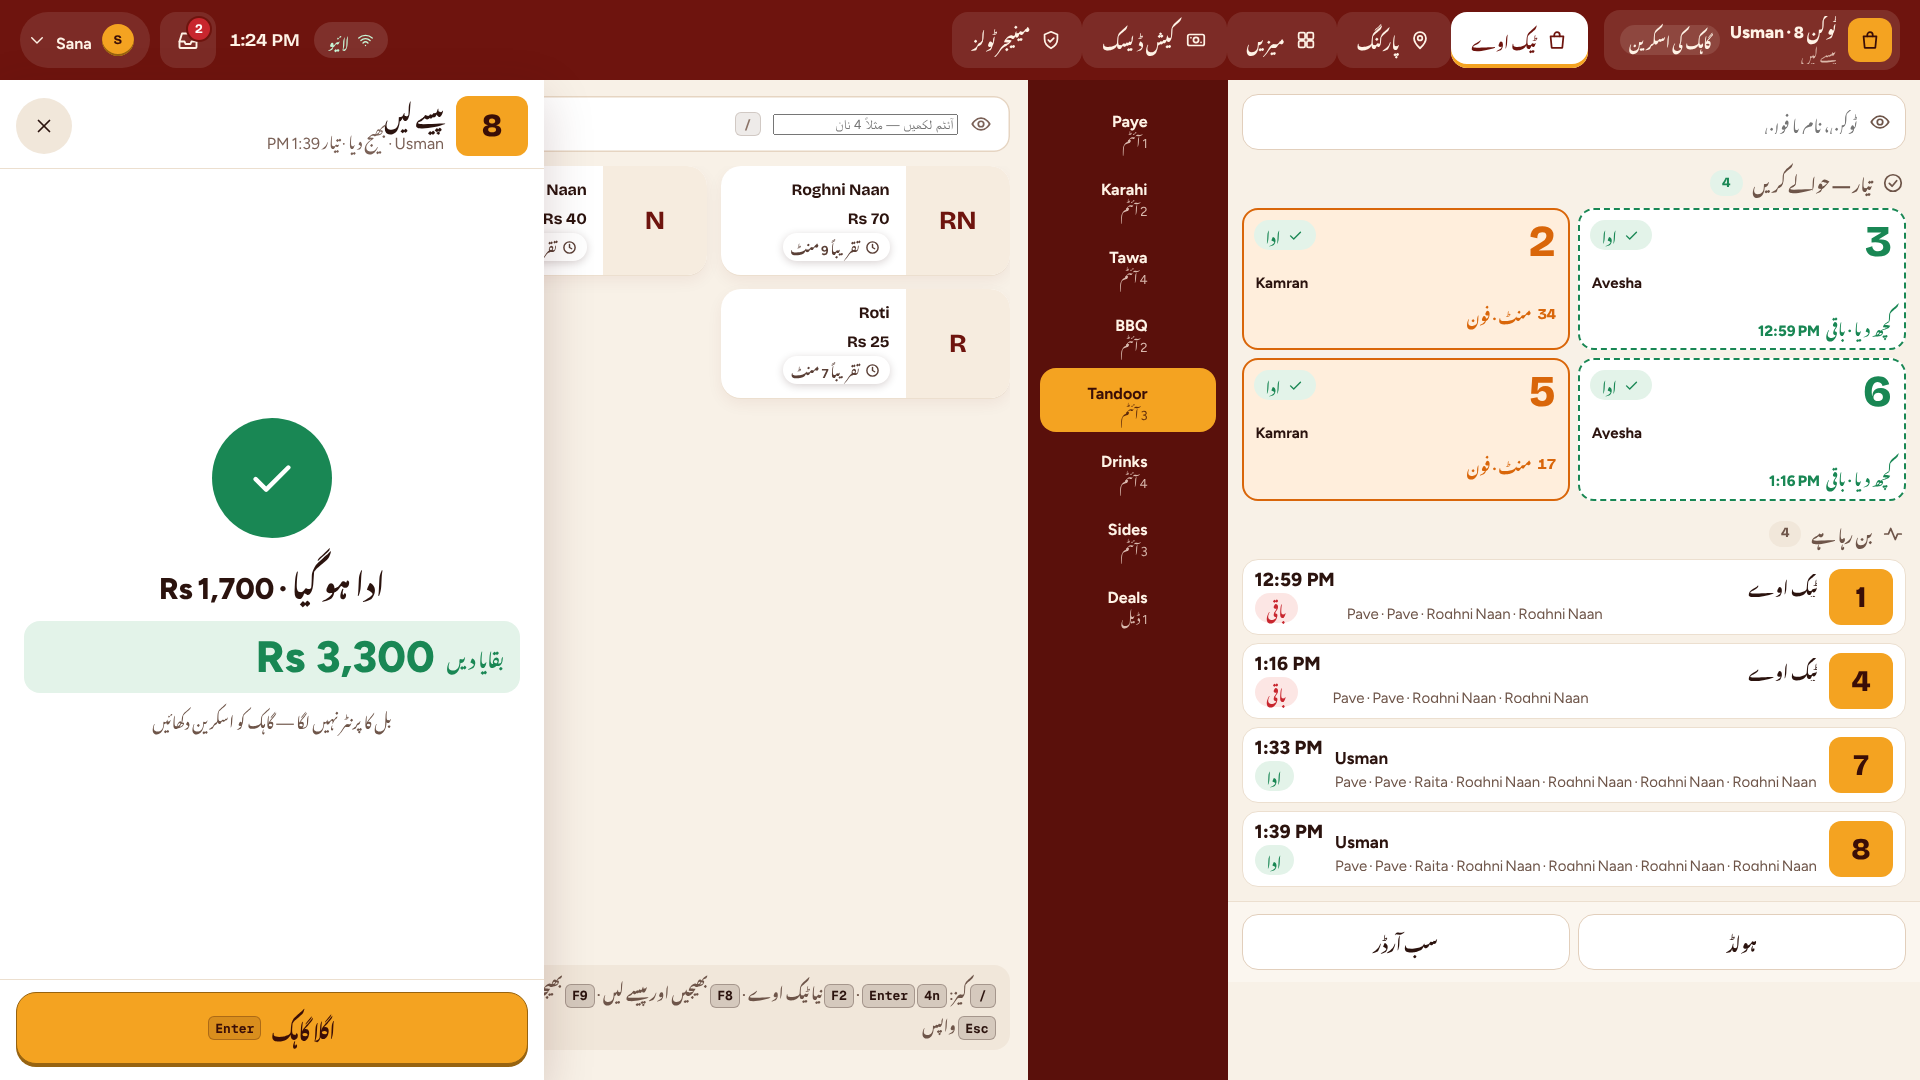 ٹوکن 8 · Usman
پیسے لیں
گاہک کی اسکرین
ٹیک اوے
پارکنگ
میزیں
کیش ڈیسک
مینیجر ٹولز
لائیو
1:24 PM
2
S
Sana
ٹوکن، نام یا فون
تیار — حوالے کریں 4
3
ادا
Ayesha
کچھ دیا · باقی 12:59 PM
2
ادا
Kamran
34 منٹ · فون
6
ادا
Ayesha
کچھ دیا · باقی 1:16 PM
5
ادا
Kamran
17 منٹ · فون
بن رہا ہے 4
1
ٹیک اوے
Paye · Paye · Roghni Naan · Roghni Naan
12:59 PM
باقی
4
ٹیک اوے
Paye · Paye · Roghni Naan · Roghni Naan
1:16 PM
باقی
7
Usman
Paye · Paye · Raita · Roghni Naan · Roghni Naan · Roghni Naan · Roghni Naan
1:33 PM
ادا
8
Usman
Paye · Paye · Raita · Roghni Naan · Roghni Naan · Roghni Naan · Roghni Naan
1:39 PM
ادا
ہولڈ
سب آرڈر
Paye
1 آئٹم
Karahi
2 آئٹم
Tawa
4 آئٹم
BBQ
2 آئٹم
Tandoor
3 آئٹم
Drinks
4 آئٹم
Sides
3 آئٹم
Deals
1 ڈیل
آئٹم لکھیں — مثلاً 4 نان
/
RN
Roghni Naan
Rs 70
تقریباً 9 منٹ
N
Naan
Rs 40
R
Roti
Rs 25
تقریباً 7 منٹ
کیز: / 4n Enter · F2 نیا ٹیک اوے · F8 بھیجیں اور پیسے لیں · F9
Esc واپس
8
پیسے لیں
Usman · بھیج دیا · تیار 1:39 PM
ادا ہو گیا · Rs 1,700
بقایا دیں Rs 3,300
بل کا پرنٹر نہیں لگا — گاہک کو اسکرین دکھائیں
اگلا گاہک Enter